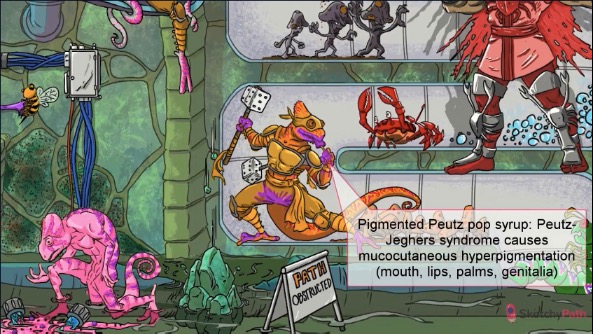 Pigmented Peutz pop syrup: Peutz-
Jeghers syndrome causes
mucocutaneous hyperpigmentation
(mouth, lips, palms, genitalia)
PATH
OBSTRUCTED
SketchyPath